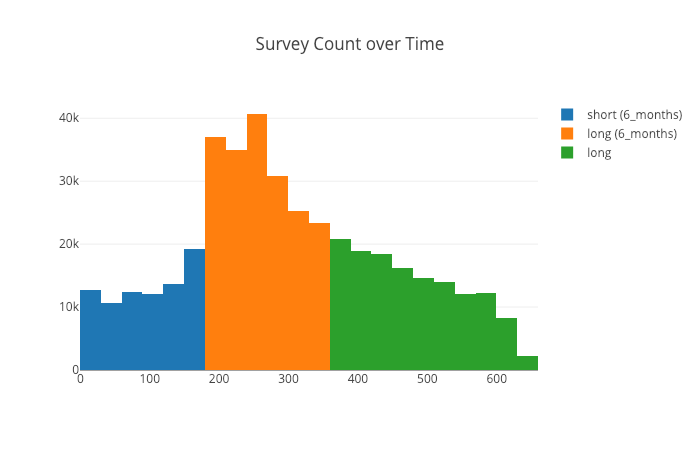 Survey Count over Time
short (6_months)
long (6_months)
long
40k
30k
20k
10k
0
0 100 200 300 400 500 600